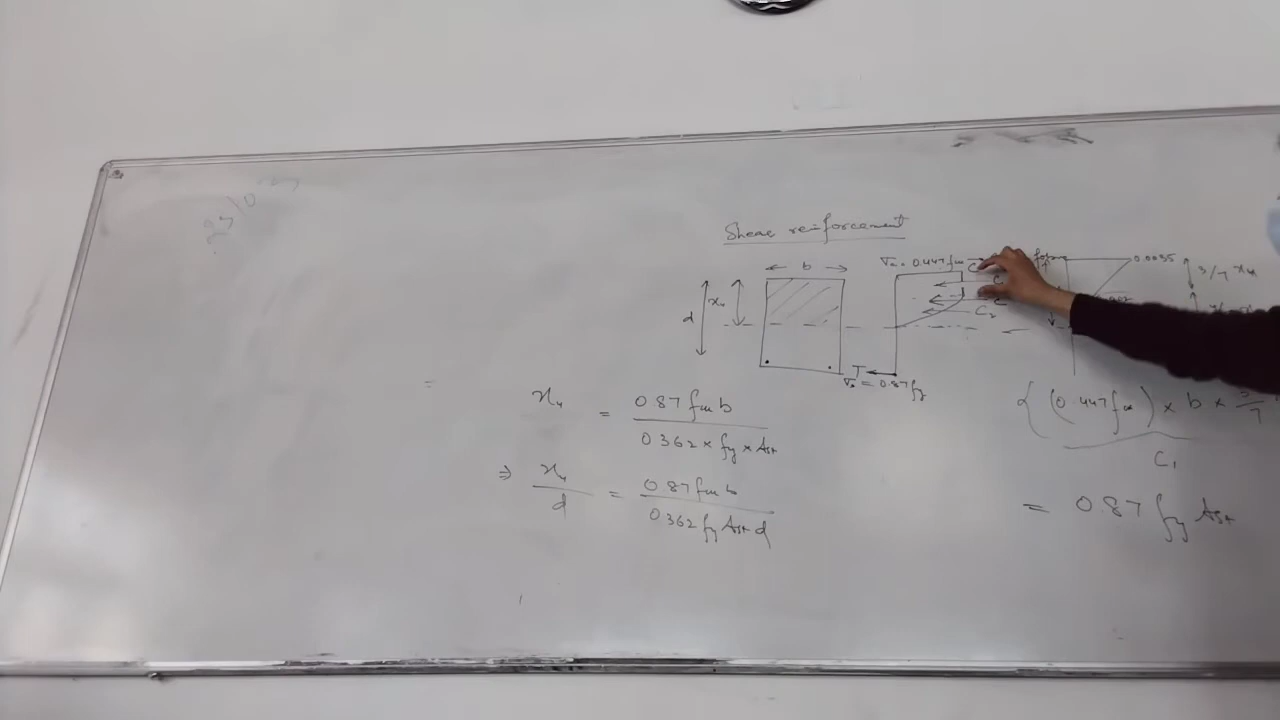 Shear reinforcement
b
d
xu
σc = 0.447 fck
C2
T
σs = 0.87 fy
0.0035
3/7 xu
xu = 0.87 fck b / 0.362 × fy × Ast
⇒ xu / d = 0.87 fck b / 0.362 fy Ast d
{ (0.447 fck) × b × 3/7
C1
= 0.87 fy Ast